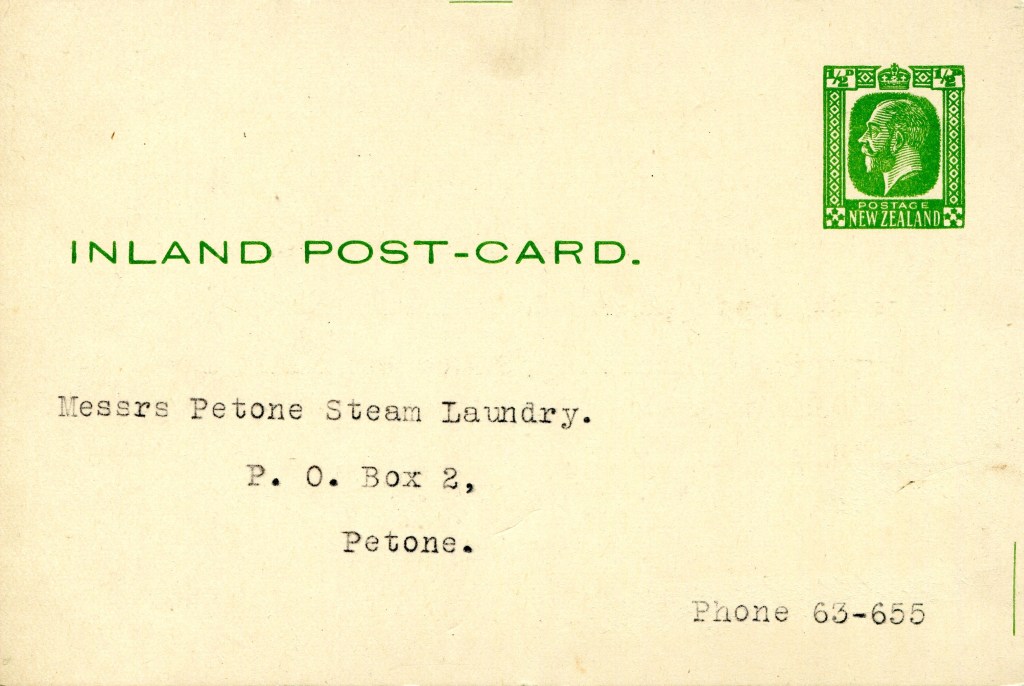 ½ᴰ ½ᴰ
POSTAGE
NEW ZEALAND
INLAND POST-CARD.
Messrs Petone Steam Laundry.
P. O. Box 2,
Petone.
Phone 63-655